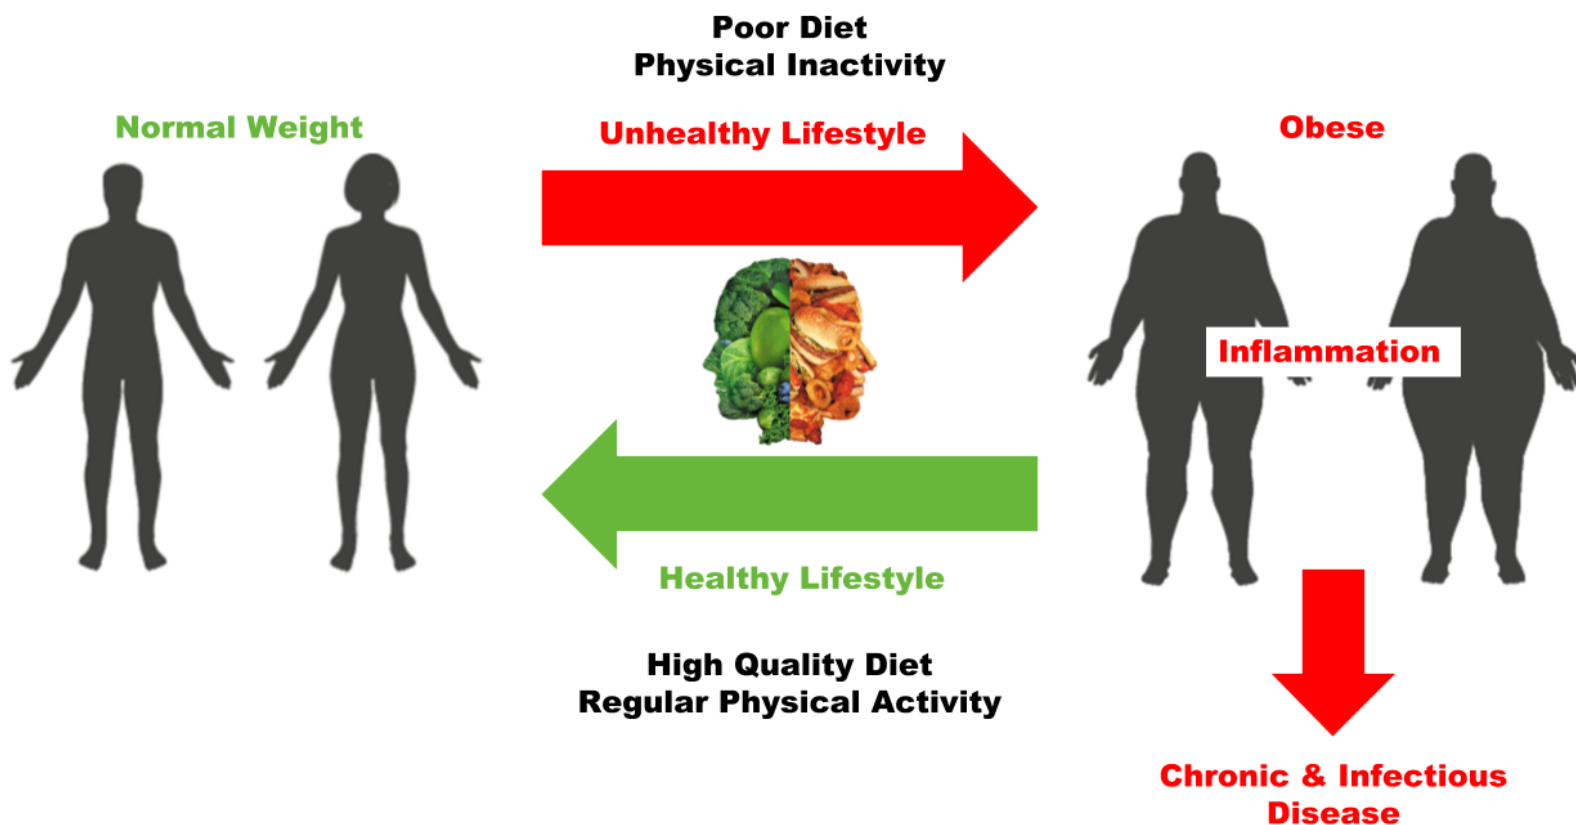 Poor Diet
Physical Inactivity
Normal Weight
Unhealthy Lifestyle
Obese
Inflammation
Healthy Lifestyle
High Quality Diet
Regular Physical Activity
Chronic & Infectious
Disease